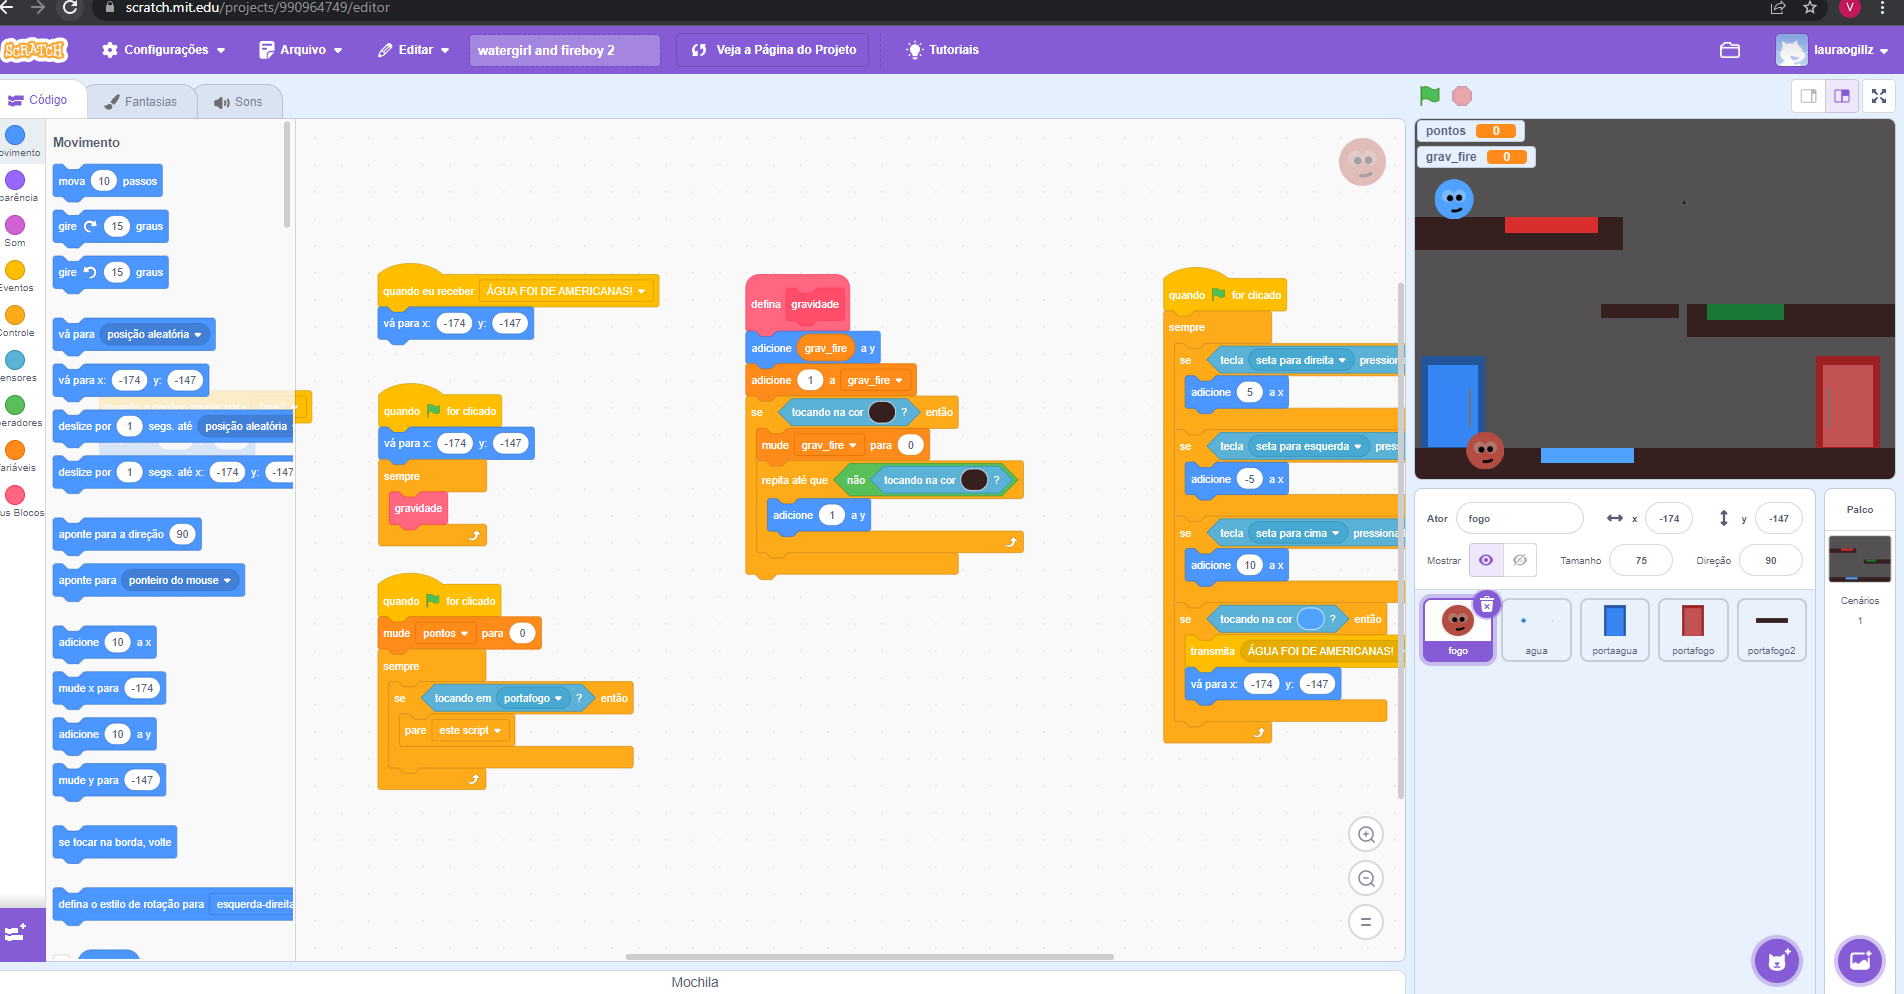 scratch.mit.edu/projects/990964749/editor
V
SCRATCH
Configurações
Arquivo
Editar
watergirl and fireboy 2
Veja a Página do Projeto
Tutoriais
lauraogillz
Código
Fantasias
Sons
ovimento
parência
Som
Eventos
Controle
ensores
eradores
ariáveis
us Blocos
Movimento
mova 10 passos
gire 15 graus
gire 15 graus
vá para posição aleatória
vá para x: -174 y: -147
deslize por 1 segs. até posição aleatória
deslize por 1 segs. até x: -174 y: -147
aponte para a direção 90
aponte para ponteiro do mouse
adicione 10 a x
mude x para -174
adicione 10 a y
mude y para -147
se tocar na borda, volte
defina o estilo de rotação para esquerda-direita
quando eu receber ÁGUA FOI DE AMERICANAS!
vá para x: -174 y: -147
quando for clicado
vá para x: -174 y: -147
sempre
gravidade
quando for clicado
mude pontos para 0
sempre
se tocando em portafogo ? então
pare este script
defina gravidade
adicione grav_fire a y
adicione 1 a grav_fire
se tocando na cor ? então
mude grav_fire para 0
repita até que não tocando na cor ?
adicione 1 a y
quando for clicado
sempre
se tecla seta para direita pressiona
adicione 5 a x
se tecla seta para esquerda press
adicione -5 a x
se tecla seta para cima pressiona
adicione 10 a x
se tocando na cor ? então
transmita ÁGUA FOI DE AMERICANAS!
vá para x: -174 y: -147
Mochila
pontos 0
grav_fire 0
Ator fogo x -174 y -147
Mostrar Tamanho 75 Direção 90
fogo
agua
portaagua
portafogo
portafogo2
Palco
Cenários
1